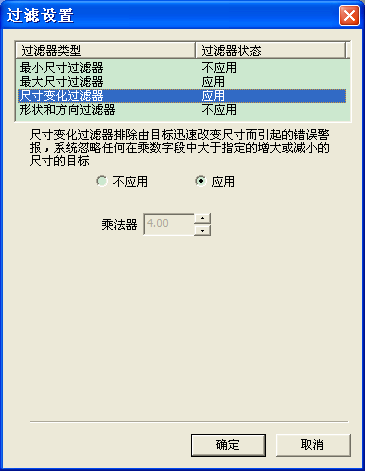 过滤设置
过滤器类型 过滤器状态
最小尺寸过滤器 不应用
最大尺寸过滤器 应用
尺寸变化过滤器 应用
形状和方向过滤器 不应用
尺寸变化过滤器排除由目标迅速改变尺寸而引起的错误警
报，系统忽略任何在乘数字段中大于指定的增大或减小的
尺寸的目标
不应用 应用
乘法器 4.00
确定 取消